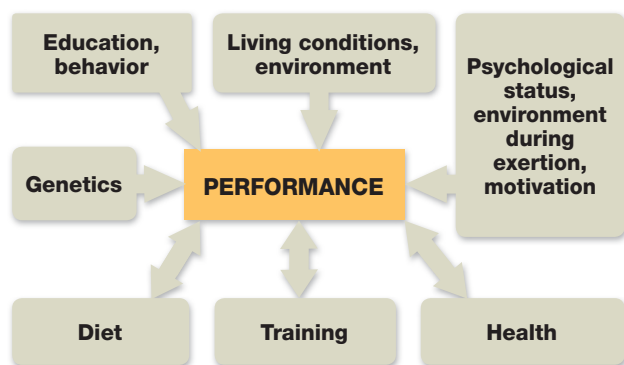 Education,
behavior
Living conditions,
environment
Psychological
status,
environment
during
exertion,
motivation
Genetics
PERFORMANCE
Diet
Training
Health